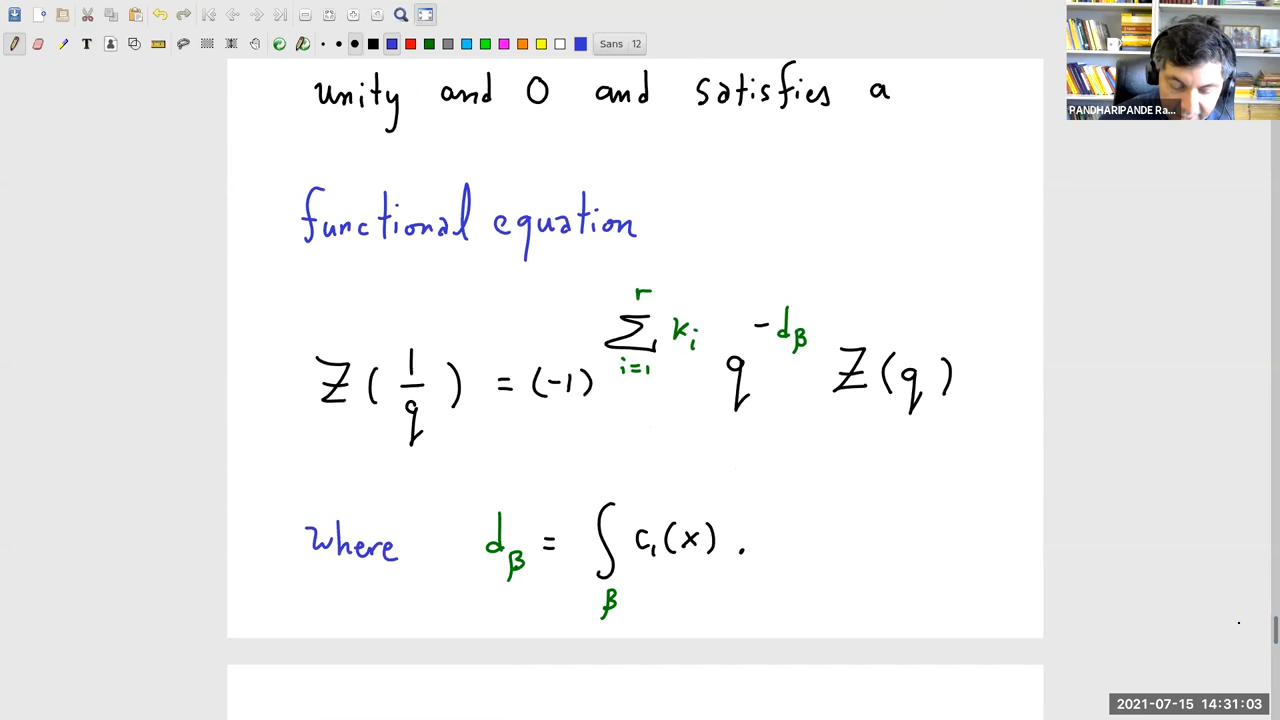 Sans 12
PANDHARIPANDE Ra...
unity and 0 and satisfies a
functional equation
Z(1/q) = (-1)^{\sum_{i=1}^{r} k_i} q^{-d_β} Z(q)
where d_β = ∫_β c_1(X).
2021-07-15 14:31:03